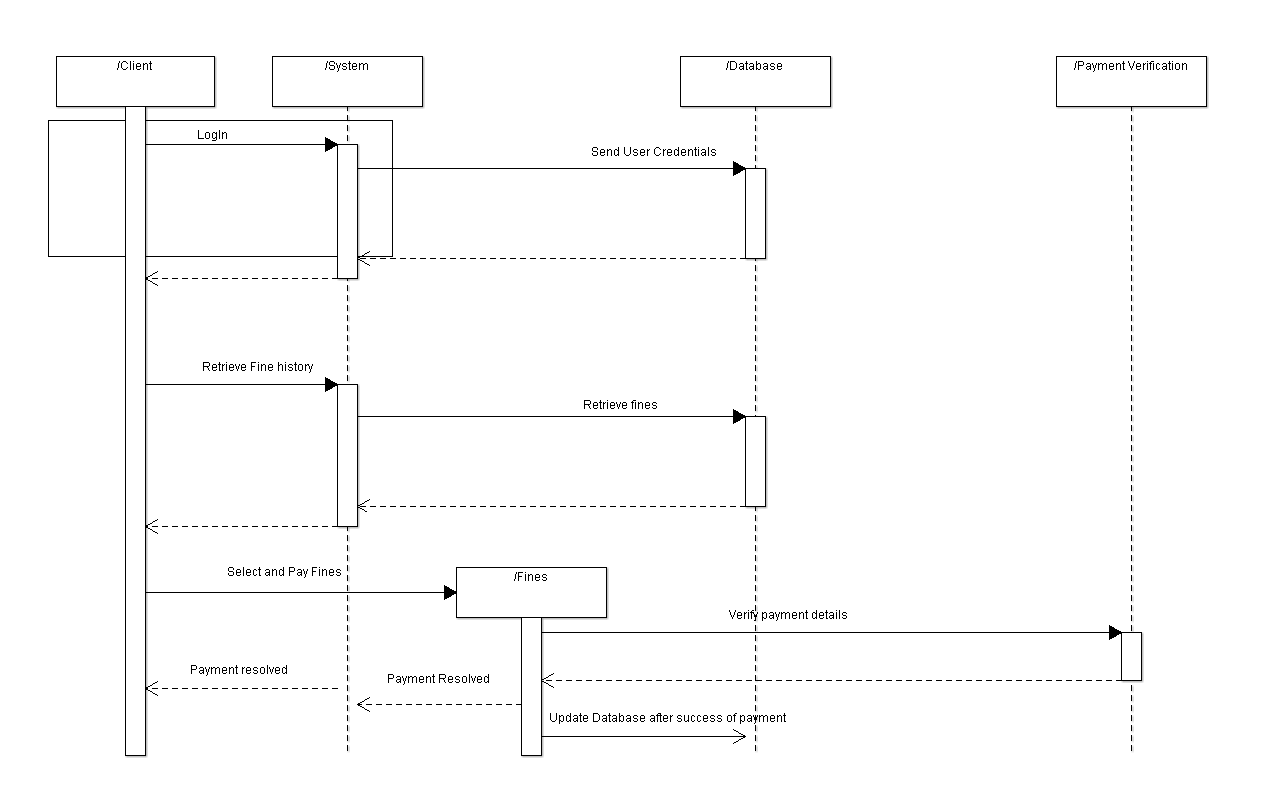 /Client
/System
/Database
/Payment Verification
LogIn
Send User Credentials
Retrieve Fine history
Retrieve fines
Select and Pay Fines
/Fines
Verify payment details
Payment resolved
Payment Resolved
Update Database after success of payment